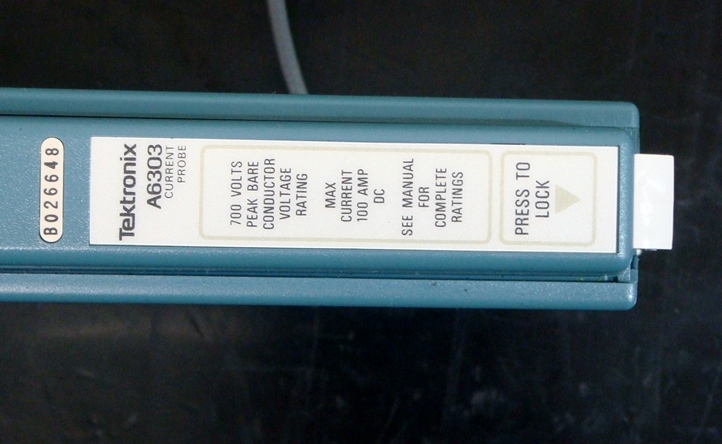 B026648
Tektronix
A6303
CURRENT
PROBE
700 VOLTS
PEAK BARE
CONDUCTOR
VOLTAGE
RATING
MAX
CURRENT
100 AMP
DC
SEE MANUAL
FOR
COMPLETE
RATINGS
PRESS TO
LOCK